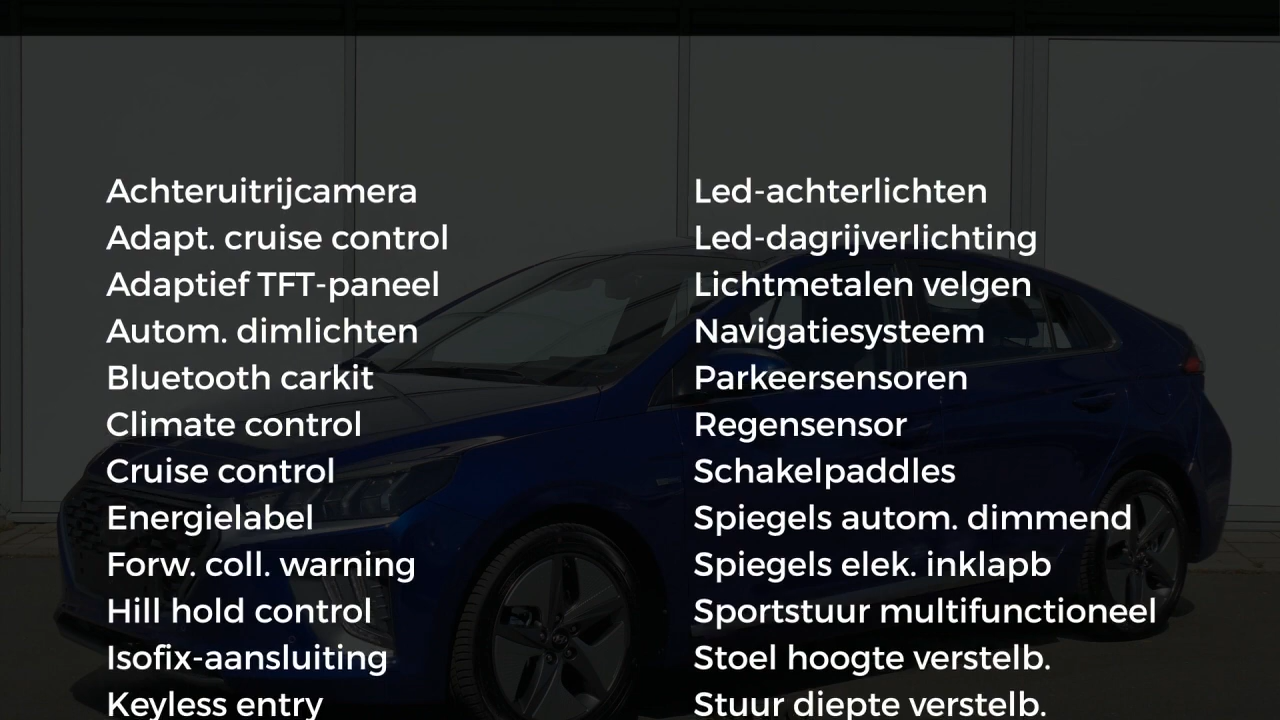 Achteruitrijcamera
Adapt. cruise control
Adaptief TFT-paneel
Autom. dimlichten
Bluetooth carkit
Climate control
Cruise control
Energielabel
Forw. coll. warning
Hill hold control
Isofix-aansluiting
Keyless entry
Led-achterlichten
Led-dagrijverlichting
Lichtmetalen velgen
Navigatiesysteem
Parkeersensoren
Regensensor
Schakelpaddles
Spiegels autom. dimmend
Spiegels elek. inklapb
Sportstuur multifunctioneel
Stoel hoogte verstelb.
Stuur diepte verstelb.